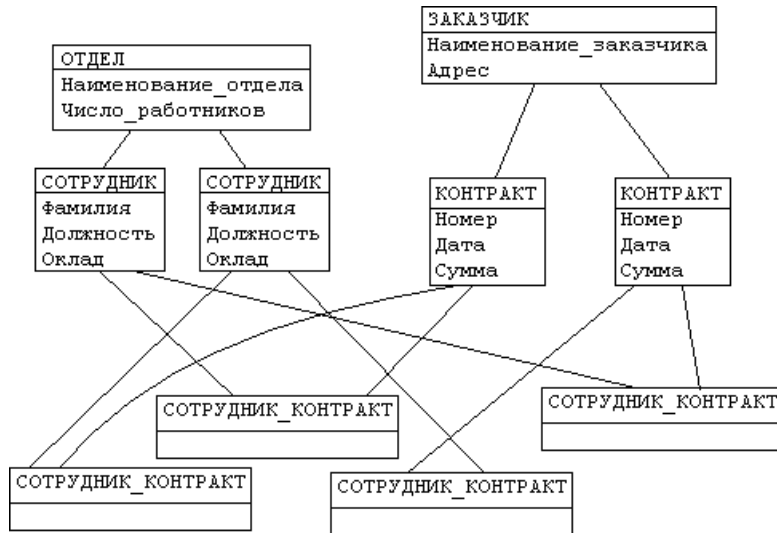 ЗАКАЗЧИК
Наименование_заказчика
Адрес
ОТДЕЛ
Наименование_отдела
Число_работников
СОТРУДНИК
Фамилия
Должность
Оклад
СОТРУДНИК
Фамилия
Должность
Оклад
КОНТРАКТ
Номер
Дата
Сумма
КОНТРАКТ
Номер
Дата
Сумма
СОТРУДНИК_КОНТРАКТ
СОТРУДНИК_КОНТРАКТ
СОТРУДНИК_КОНТРАКТ
СОТРУДНИК_КОНТРАКТ